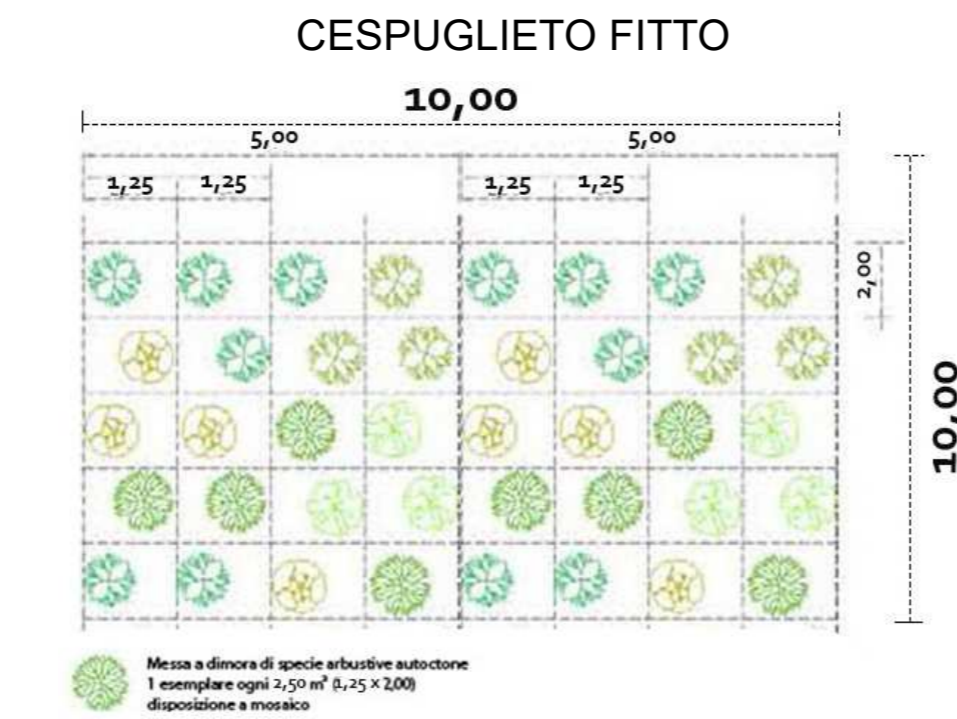 CESPUGLIETO FITTO
10,00
5,00 5,00
1,25 1,25 1,25 1,25
2,00
10,00
Messa a dimora di specie arbustive autoctone
1 esemplare ogni 2,50 m² (1,25 x 2,00)
disposizione a mosaico